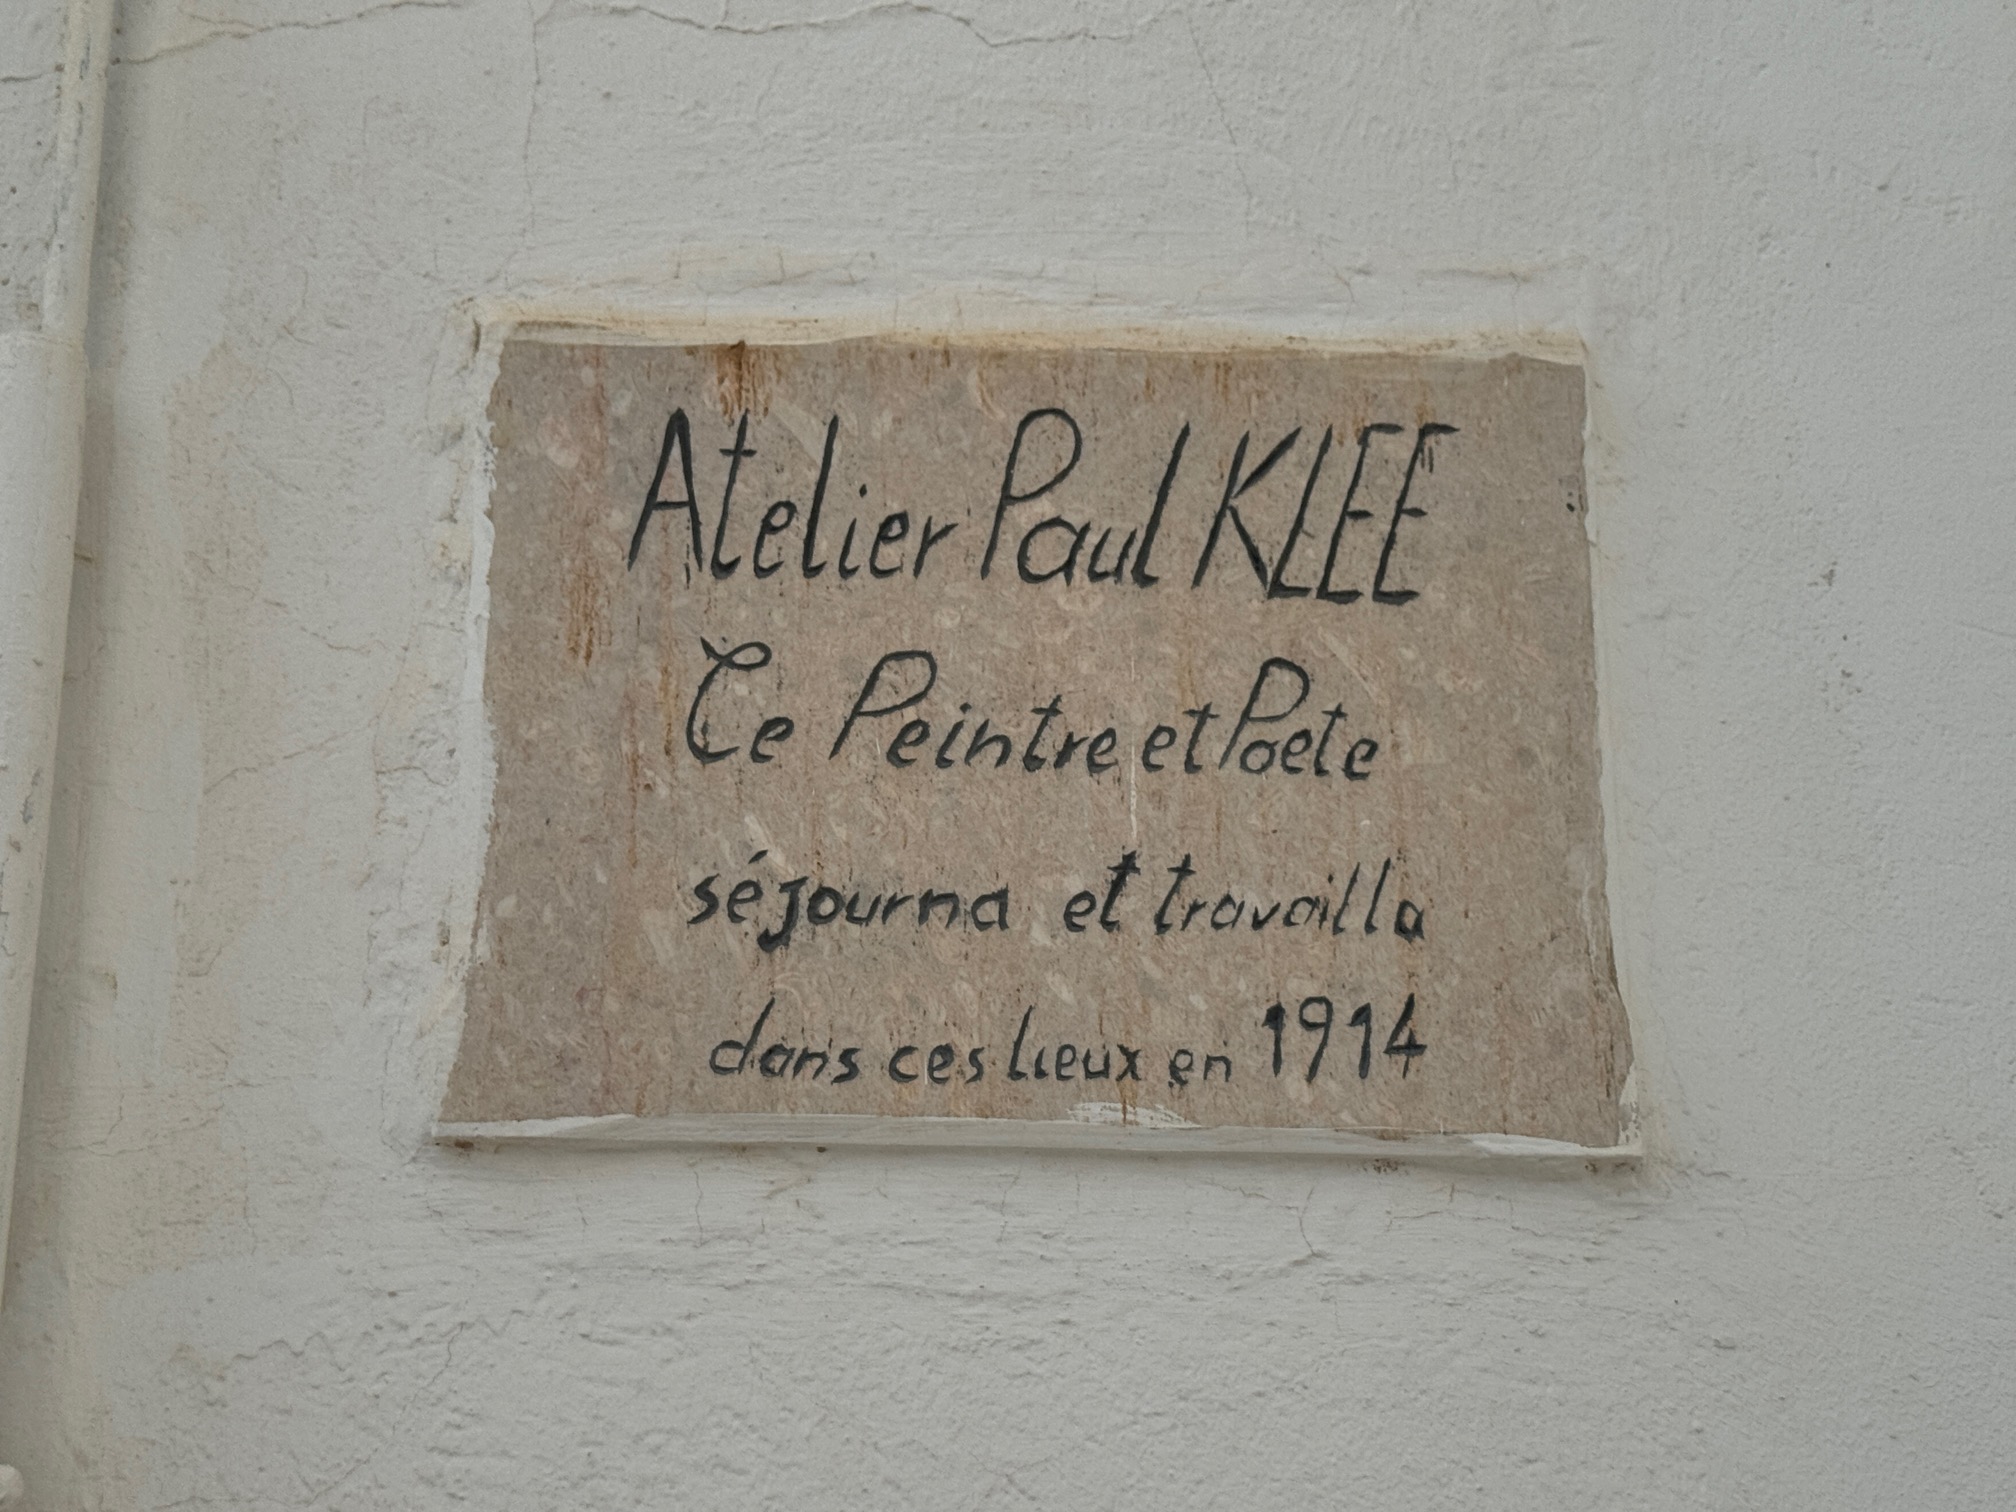 Atelier Paul KLEE
Ce Peintre et Poete
séjourna et travailla
dans ces lieux en 1914